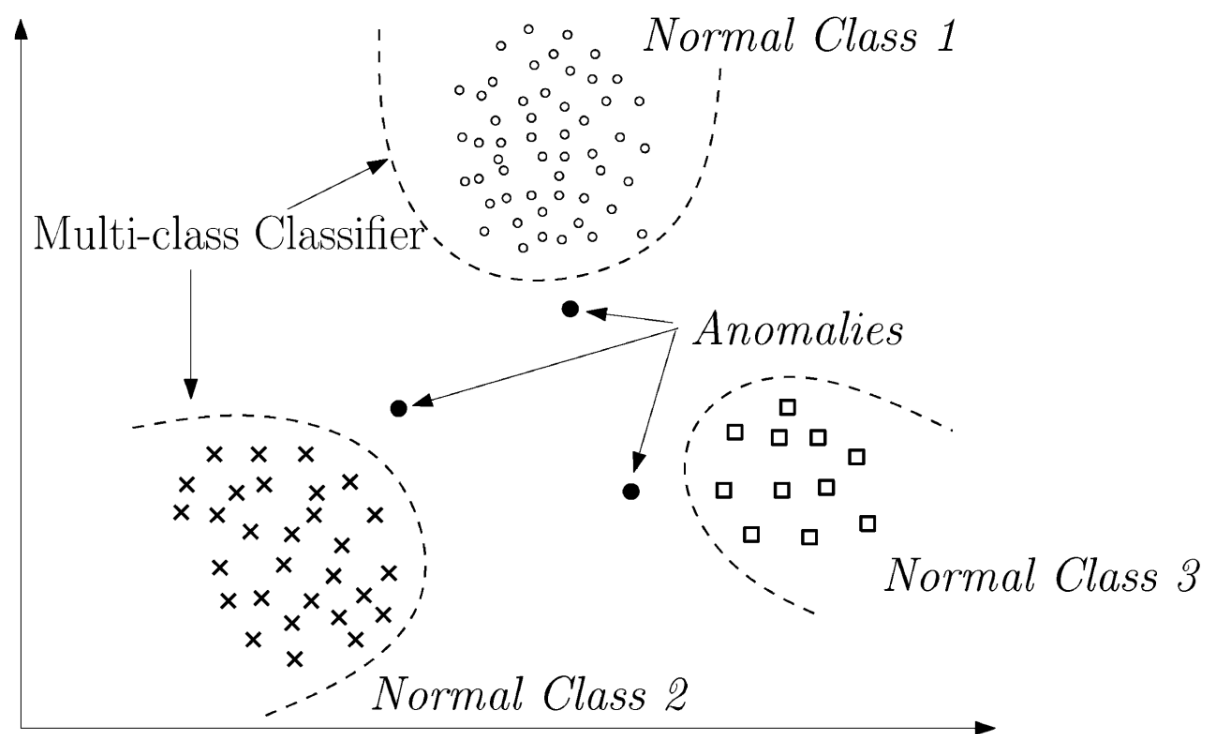 Normal Class 1
Multi-class Classifier
Anomalies
Normal Class 3
Normal Class 2